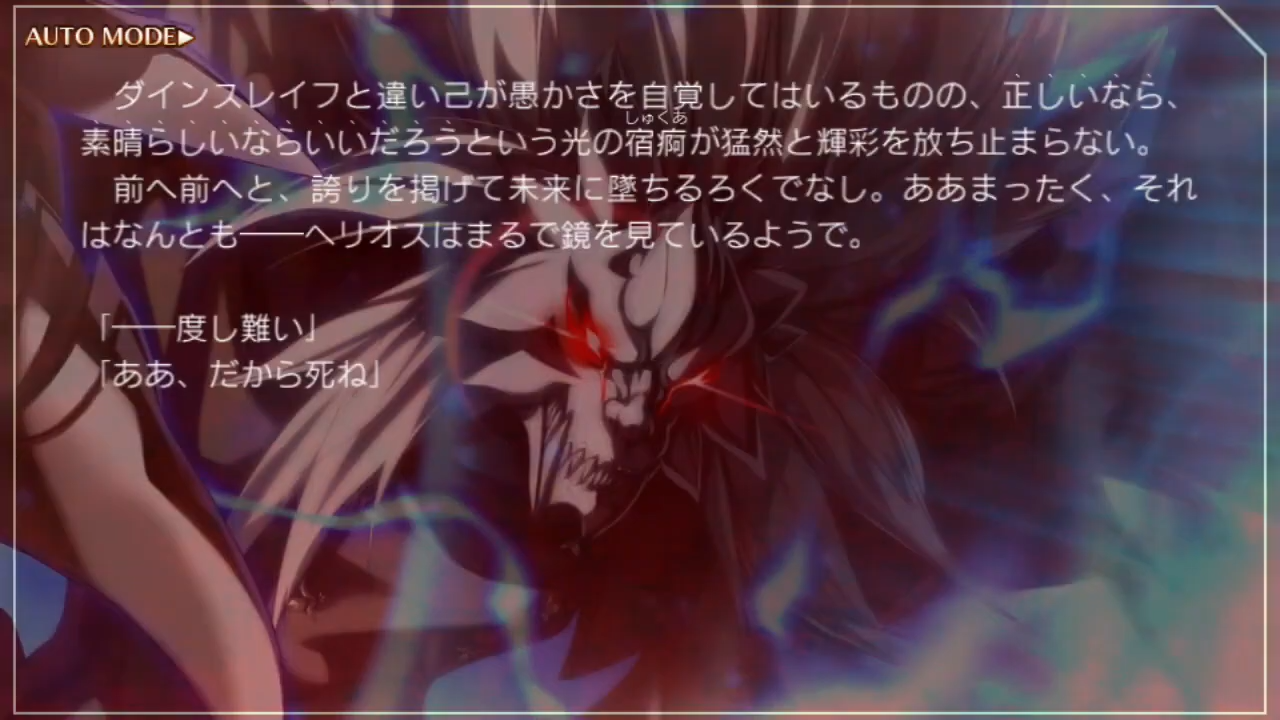 AUTO MODE▶
ダインスレイフと違い己が愚かさを自覚してはいるものの、正しいなら、
しゅくあ
素晴らしいならいいだろうという光の宿痾が猛然と輝彩を放ち止まらない。
前へ前へと、誇りを掲げて未来に墜ちるろくでなし。ああまったく、それ
はなんとも――ヘリオスはまるで鏡を見ているようで。
「――度し難い」
「ああ、だから死ね」